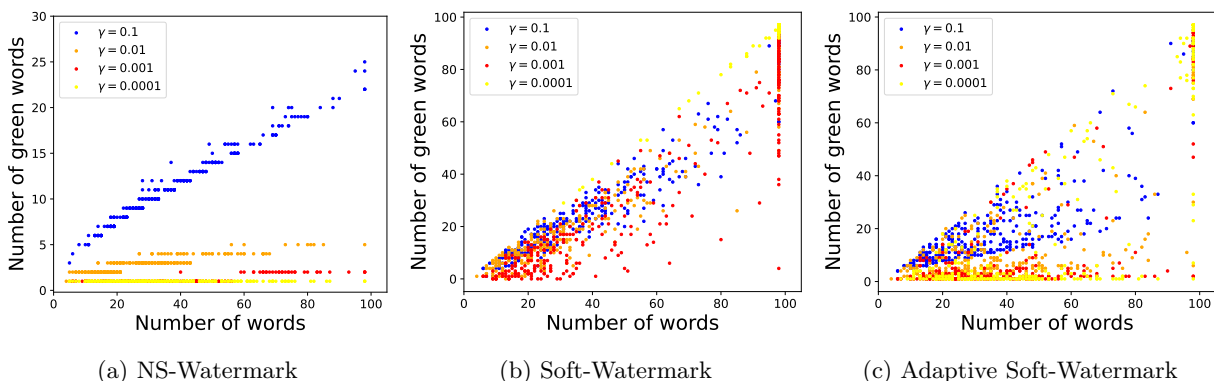 30
25
20
15
10
5
0
0 20 40 60 80 100
Number of green words
Number of words
γ = 0.1
γ = 0.01
γ = 0.001
γ = 0.0001
(a) NS-Watermark
100
80
60
40
20
0
0 20 40 60 80 100
Number of green words
Number of words
γ = 0.1
γ = 0.01
γ = 0.001
γ = 0.0001
(b) Soft-Watermark
100
80
60
40
20
0
0 20 40 60 80 100
Number of green words
Number of words
γ = 0.1
γ = 0.01
γ = 0.001
γ = 0.0001
(c) Adaptive Soft-Watermark